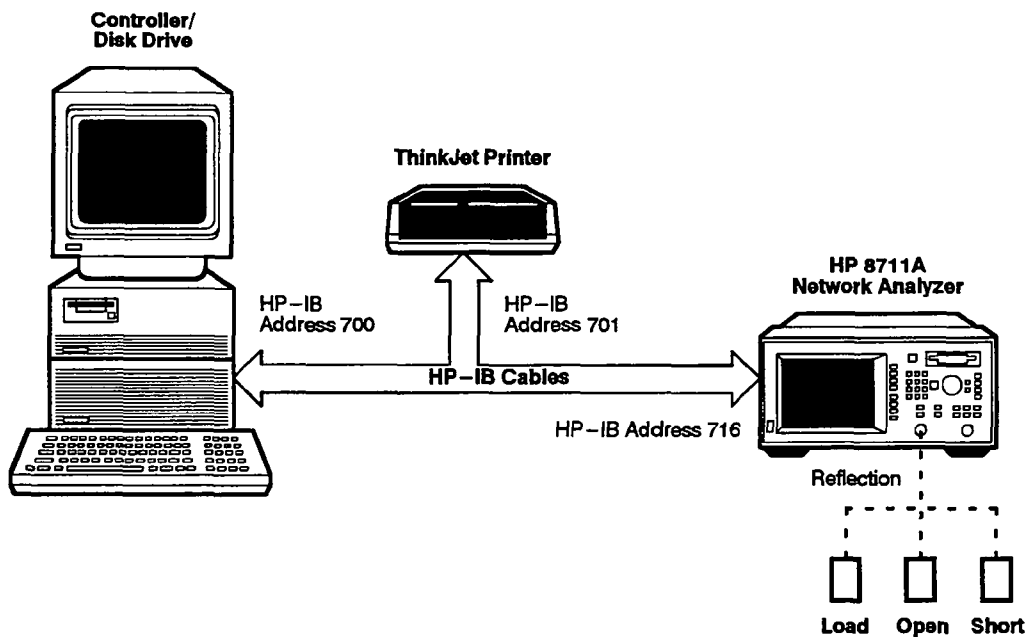 Controller/
Disk Drive
ThinkJet Printer
HP 8711A
Network Analyzer
HP-IB
Address 700
HP-IB
Address 701
HP-IB Cables
HP-IB Address 716
Reflection
Load
Open
Short